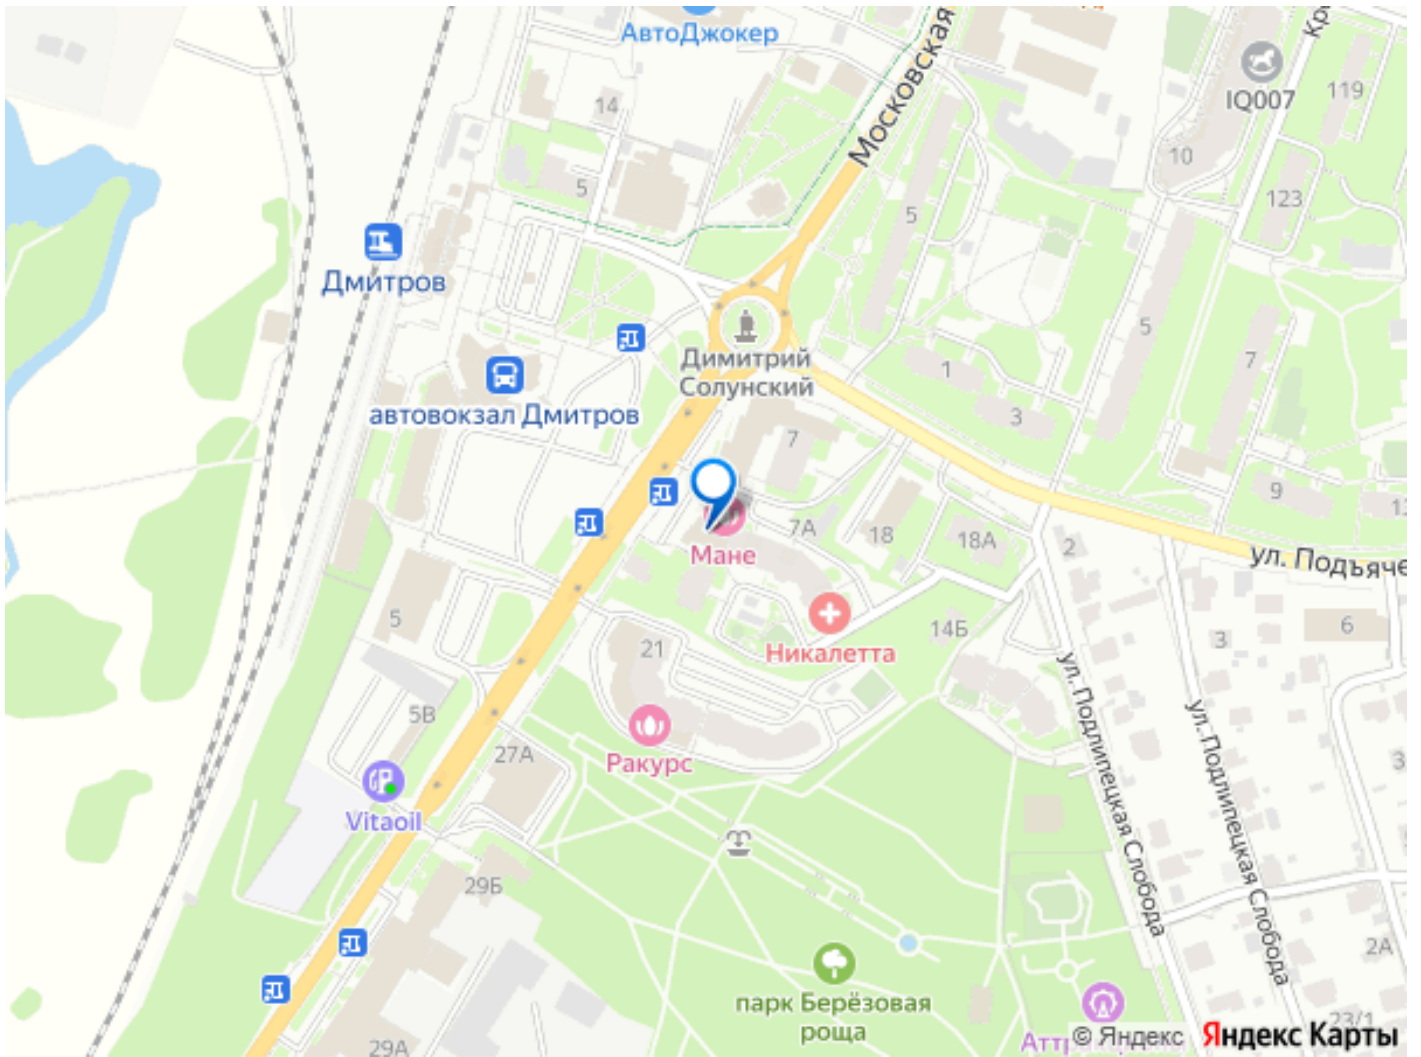 АвтоДжокер
Московская
IQ007
119
14
10
5
123
5
Дмитров
5
7
Димитрий
Солунский
1
3
автовокзал Дмитров
7
9
7А
18
18А
2
Мане
ул. Подъяче
5
14Б
3
6
21
Никалетта
5В
27А
Ракурс
ул. Подлипецкая Слобода
ул. Подлипецкая Слобода
3
Vitaoil
29Б
2А
парк Берёзовая
роща
23/1
29А
© Яндекс
Яндекс Карты